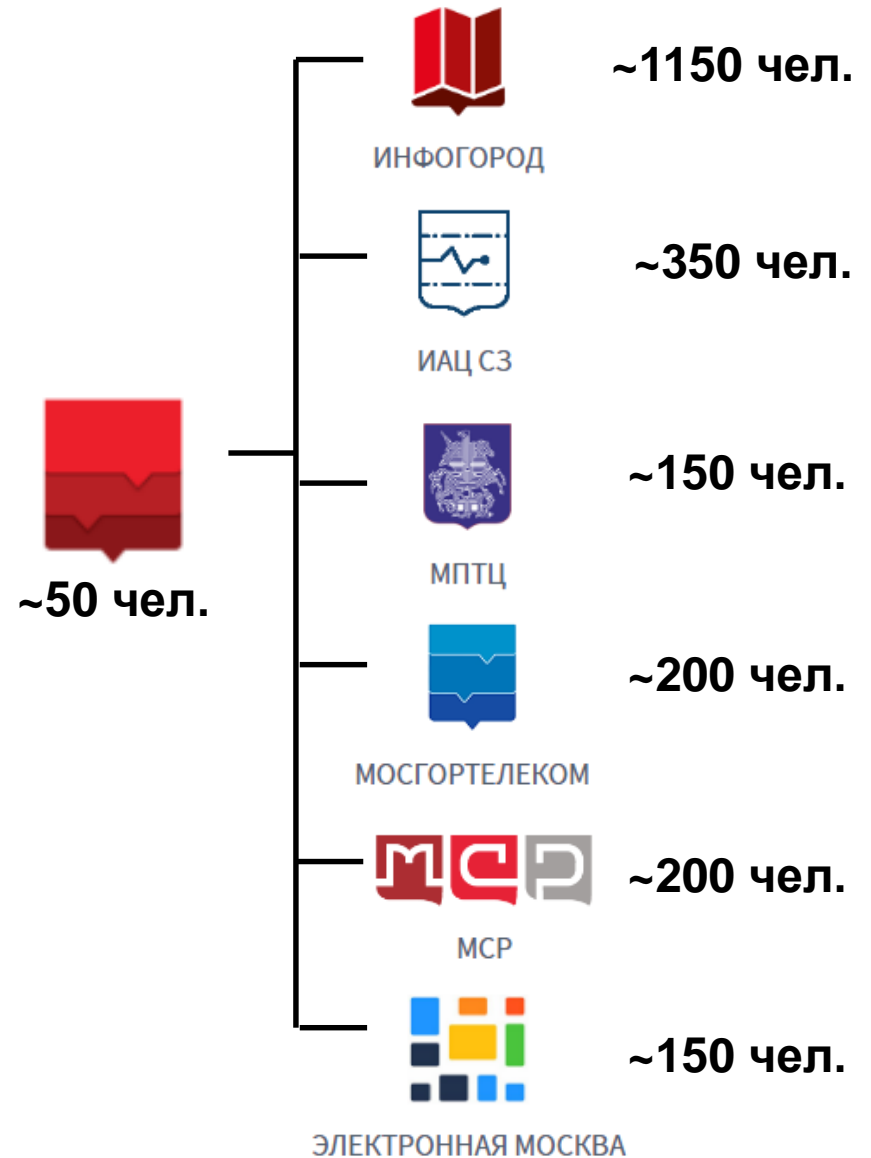 ~1150 чел.
ИНФОГОРОД
~350 чел.
ИАЦ СЗ
~150 чел.
МПТЦ
~50 чел.
~200 чел.
МОСГОРТЕЛЕКОМ
МСР
~200 чел.
МСР
~150 чел.
ЭЛЕКТРОННАЯ МОСКВА